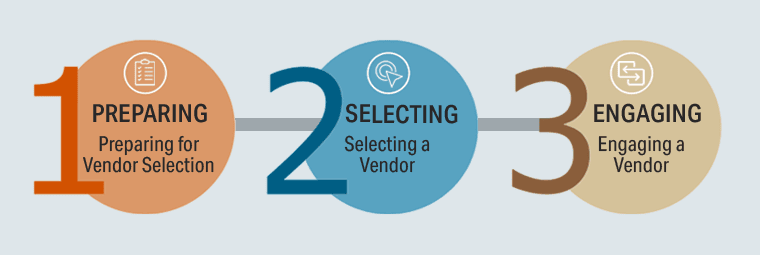 1
PREPARING
Preparing for
Vendor Selection
2
SELECTING
Selecting a
Vendor
3
ENGAGING
Engaging a
Vendor